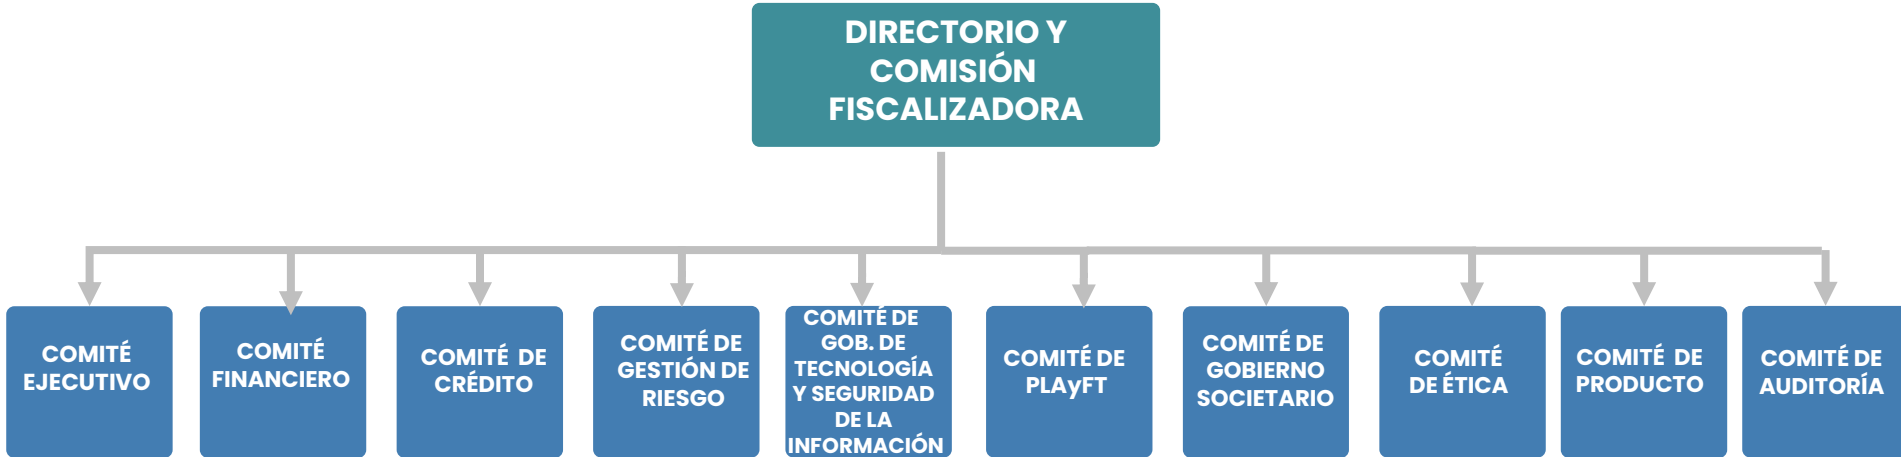 DIRECTORIO Y
COMISIÓN
FISCALIZADORA
COMITÉ
EJECUTIVO
COMITÉ
FINANCIERO
COMITÉ DE
CRÉDITO
COMITÉ DE
GESTIÓN DE
RIESGO
COMITÉ DE
GOB. DE
TECNOLOGÍA
Y SEGURIDAD
DE LA
INFORMACIÓN
COMITÉ DE
PLAyFT
COMITÉ DE
GOBIERNO
SOCIETARIO
COMITÉ
DE ÉTICA
COMITÉ DE
PRODUCTO
COMITÉ DE
AUDITORÍA